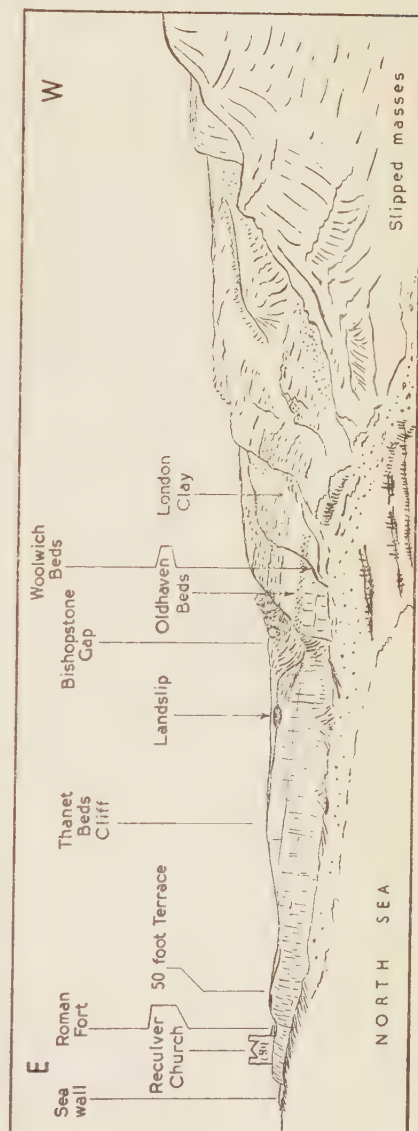 E
W
Sea
wall
Roman
Fort
Reculver
Church
50 foot Terrace
Thanet
Beds
Cliff
Landslip
Bishopstone
Gap
Woolwich
Beds
Oldhaven
Beds
London
Clay
NORTH SEA
Slipped masses